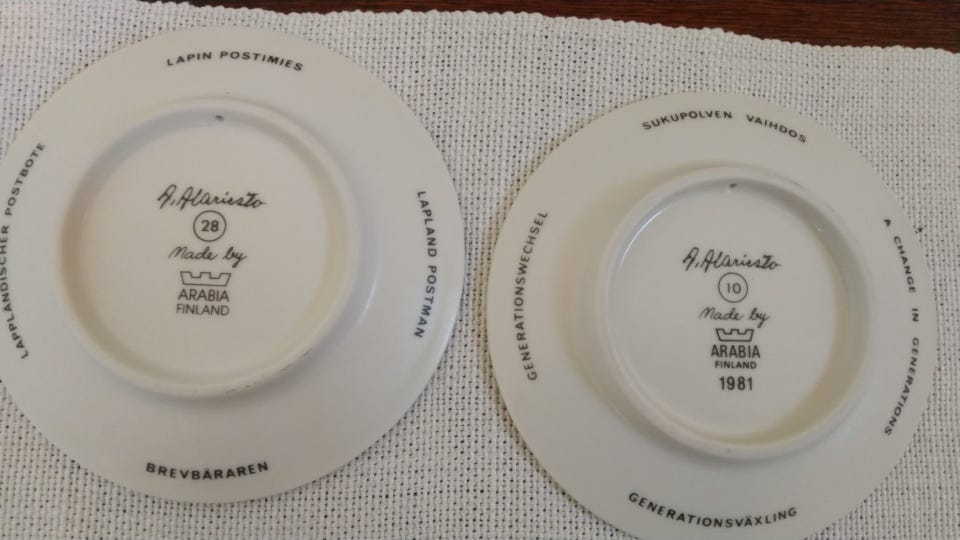 LAPIN POSTIMIES
LAPPLANDISCHER POSTBOTE
A. Alariesto
28
Made by
ARABIA
FINLAND
LAPLAND POSTMAN
BREVBÄRAREN
SUKUPOLVEN VAIHDOS
GENERATIONSWECHSEL
A. Alariesto
10
Made by
ARABIA
FINLAND
1981
A CHANGE IN GENERATIONS
GENERATIONSVÄXLING